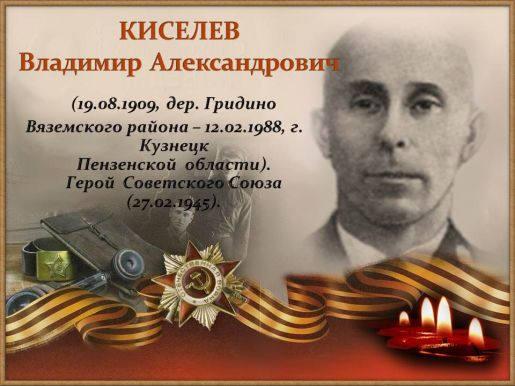 КИСЕЛЕВ
Владимир Александрович
(19.08.1909, дер. Гридино
Вяземского района – 12.02.1988, г.
Кузнецк
Пензенской области).
Герой Советского Союза
(27.02.1945).